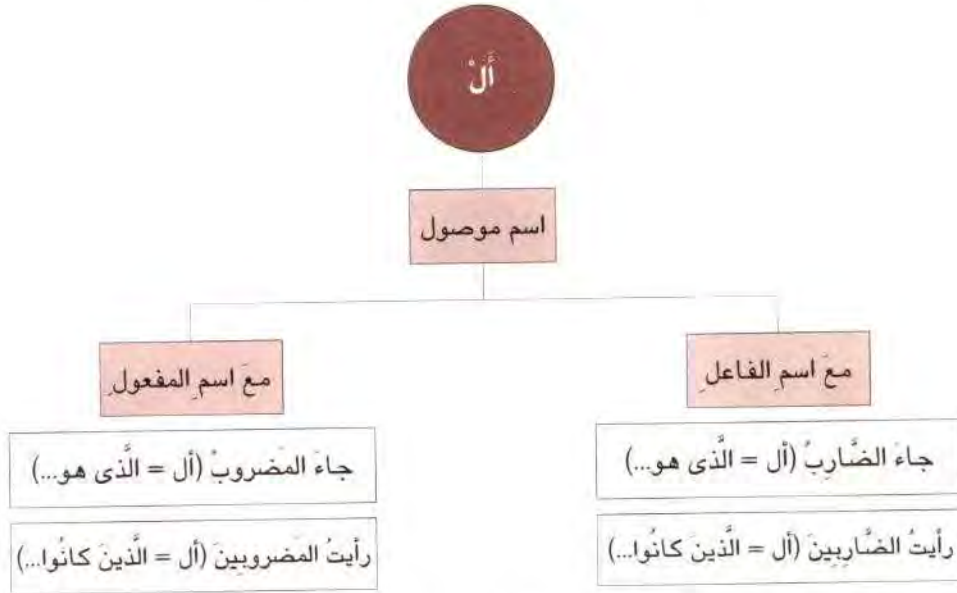 أَلْ
اسم موصول
مَعَ اسمِ الفاعلِ
مَعَ اسمِ المفعولِ
جاءَ الضَّارِبُ (أل = الَّذى هو...)
جاءَ المَضروبُ (أل = الَّذى هو...)
رأيتُ الضَّارِبِينَ (أل = الَّذينَ كانُوا...)
رأيتُ المَضروبِينَ (أل = الَّذينَ كانُوا...)